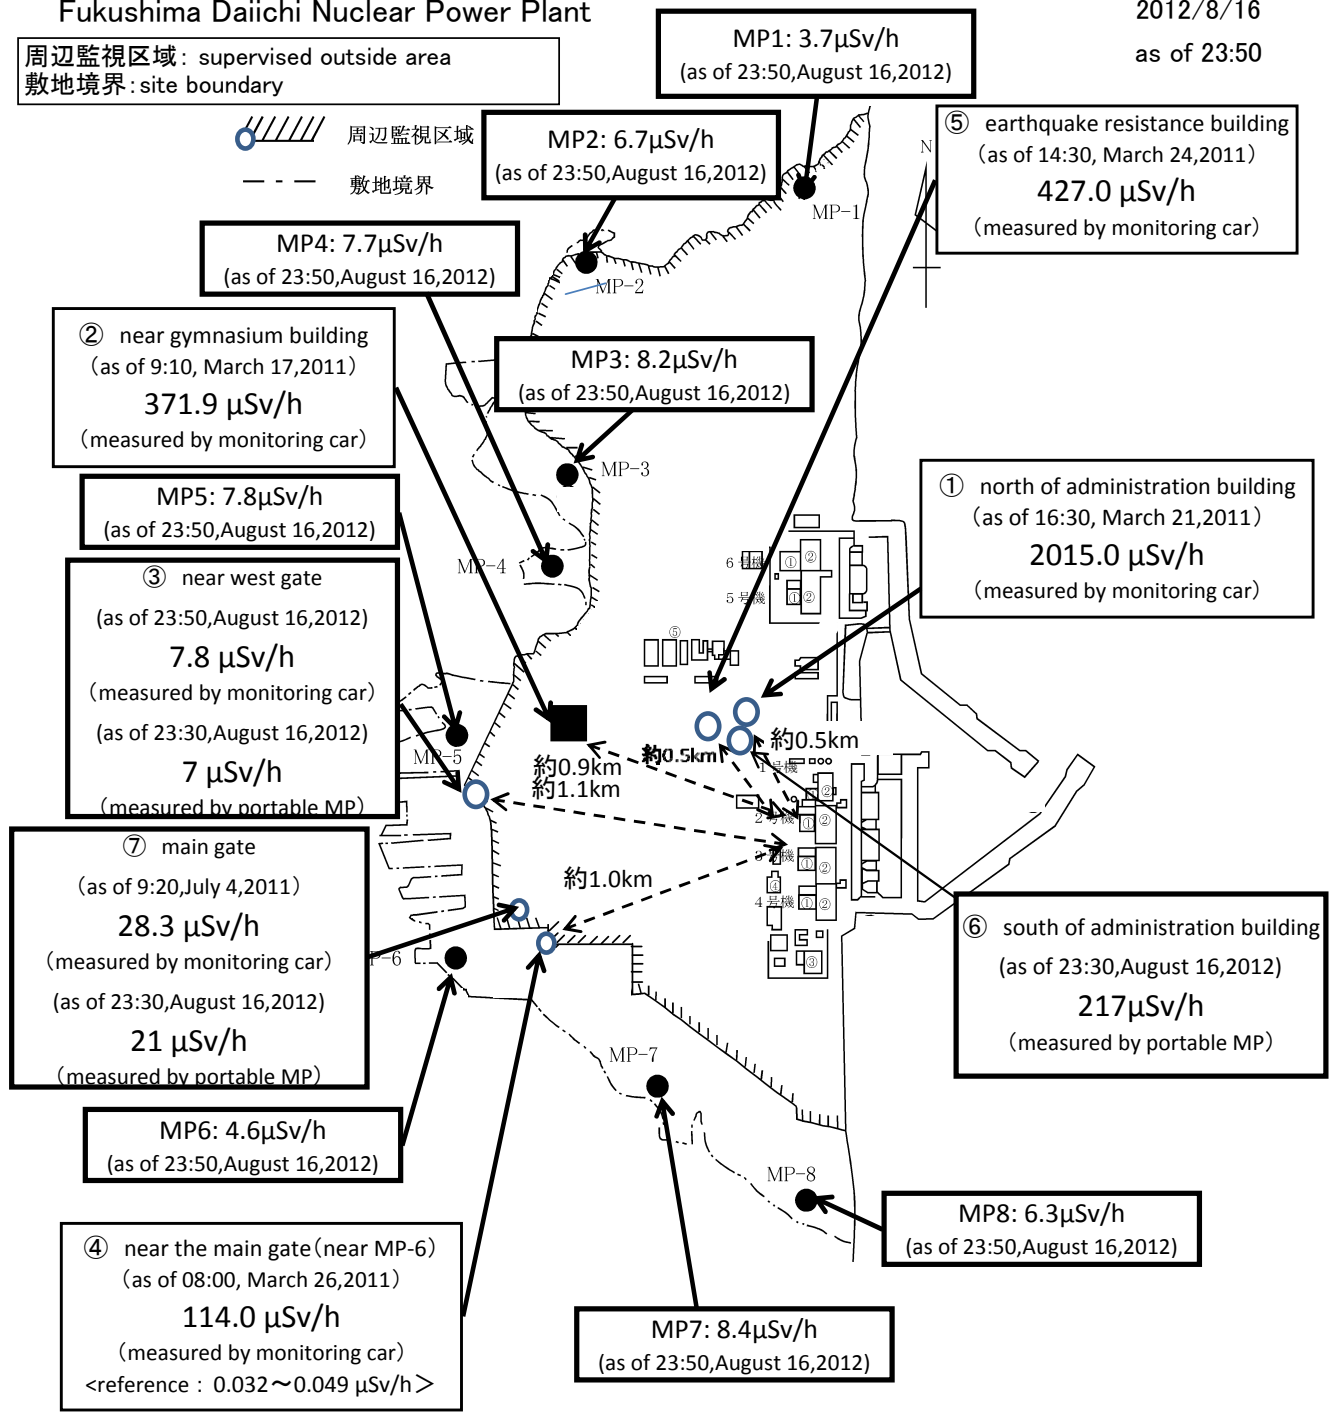 Fukushima Daiichi Nuclear Power Plant
2012/8/16
as of 23:50
周辺監視区域: supervised outside area
敷地境界:site boundary
周辺監視区域
敷地境界
MP1: 3.7μSv/h
(as of 23:50,August 16,2012)
MP2: 6.7μSv/h
(as of 23:50,August 16,2012)
⑤ earthquake resistance building
(as of 14:30, March 24,2011)
427.0 μSv/h
(measured by monitoring car)
N
MP-1
MP4: 7.7μSv/h
(as of 23:50,August 16,2012)
MP-2
② near gymnasium building
(as of 9:10, March 17,2011)
371.9 μSv/h
(measured by monitoring car)
MP3: 8.2μSv/h
(as of 23:50,August 16,2012)
MP-3
MP5: 7.8μSv/h
(as of 23:50,August 16,2012)
① north of administration building
(as of 16:30, March 21,2011)
2015.0 μSv/h
(measured by monitoring car)
MP-4
6号機
① ②
5号機
① ②
⑤
③ near west gate
(as of 23:50,August 16,2012)
7.8 μSv/h
(measured by monitoring car)
(as of 23:30,August 16,2012)
7 μSv/h
(measured by portable MP)
MP-5
約0.9km
約1.1km
約0.5km
約0.5km
1号機
②
2号機
① ②
3号機
① ②
④
4号機
① ②
③
約1.0km
⑦ main gate
(as of 9:20,July 4,2011)
28.3 μSv/h
(measured by monitoring car)
(as of 23:30,August 16,2012)
21 μSv/h
(measured by portable MP)
P-6
⑥ south of administration building
(as of 23:30,August 16,2012)
217μSv/h
(measured by portable MP)
MP-7
MP6: 4.6μSv/h
(as of 23:50,August 16,2012)
MP-8
MP8: 6.3μSv/h
(as of 23:50,August 16,2012)
④ near the main gate(near MP-6)
(as of 08:00, March 26,2011)
114.0 μSv/h
(measured by monitoring car)
<reference : 0.032～0.049 μSv/h>
MP7: 8.4μSv/h
(as of 23:50,August 16,2012)